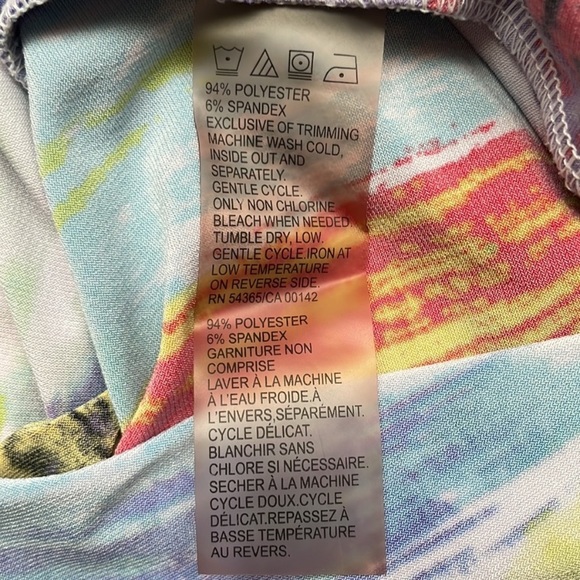 94% POLYESTER
6% SPANDEX
EXCLUSIVE OF TRIMMING
MACHINE WASH COLD,
INSIDE OUT AND
SEPARATELY.
GENTLE CYCLE.
ONLY NON CHLORINE
BLEACH WHEN NEEDED.
TUMBLE DRY, LOW.
GENTLE CYCLE.IRON AT
LOW TEMPERATURE
ON REVERSE SIDE.
RN 54365/CA 00142
94% POLYESTER
6% SPANDEX
GARNITURE NON
COMPRISE
LAVER À LA MACHINE
À L'EAU FROIDE.À
L'ENVERS,SÉPARÉMENT.
CYCLE DÉLICAT.
BLANCHIR SANS
CHLORE SI NÉCESSAIRE.
SECHER À LA MACHINE
CYCLE DOUX.CYCLE
DÉLICAT.REPASSEZ À
BASSE TEMPÉRATURE
AU REVERS.